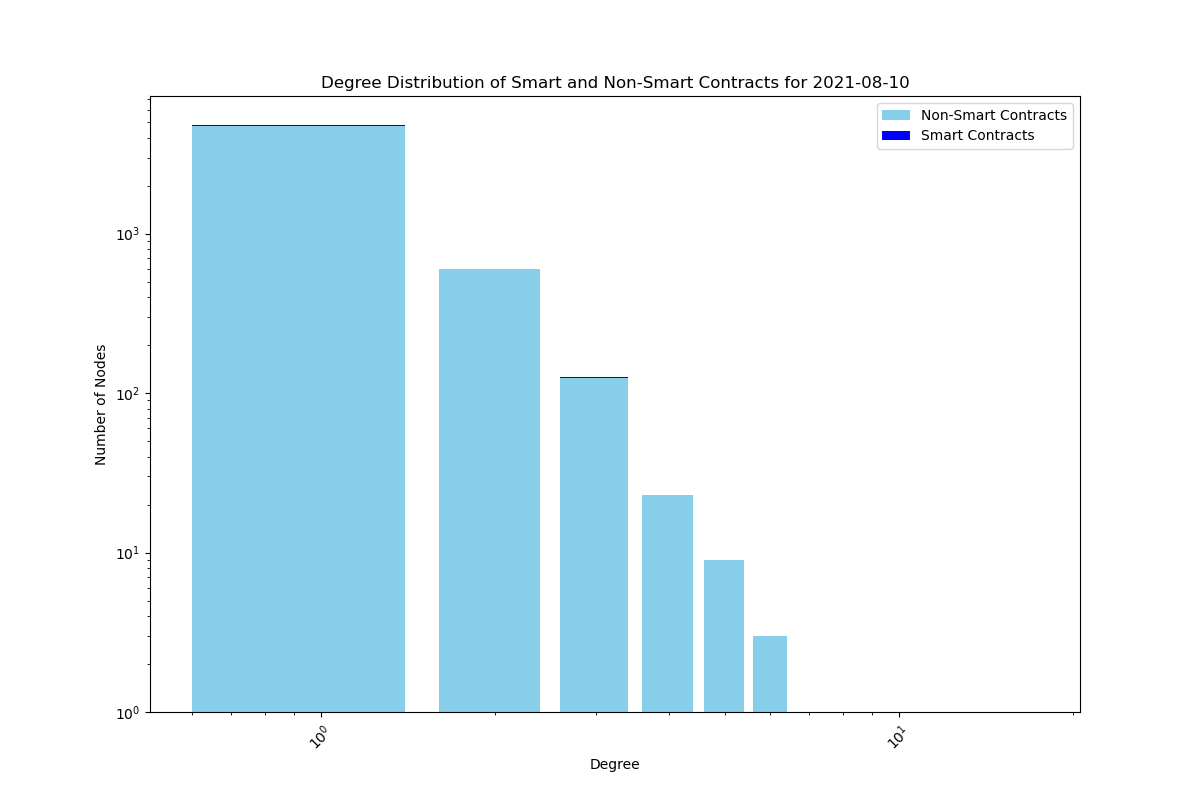 Degree Distribution of Smart and Non-Smart Contracts for 2021-08-10
Non-Smart Contracts
Smart Contracts
Number of Nodes
10³
10²
10¹
10⁰
10⁰
10¹
Degree